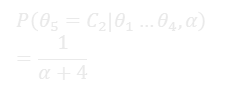 P(θ₅ = C₂|θ₁ ...θ₄, α)
= 1/(α + 4)